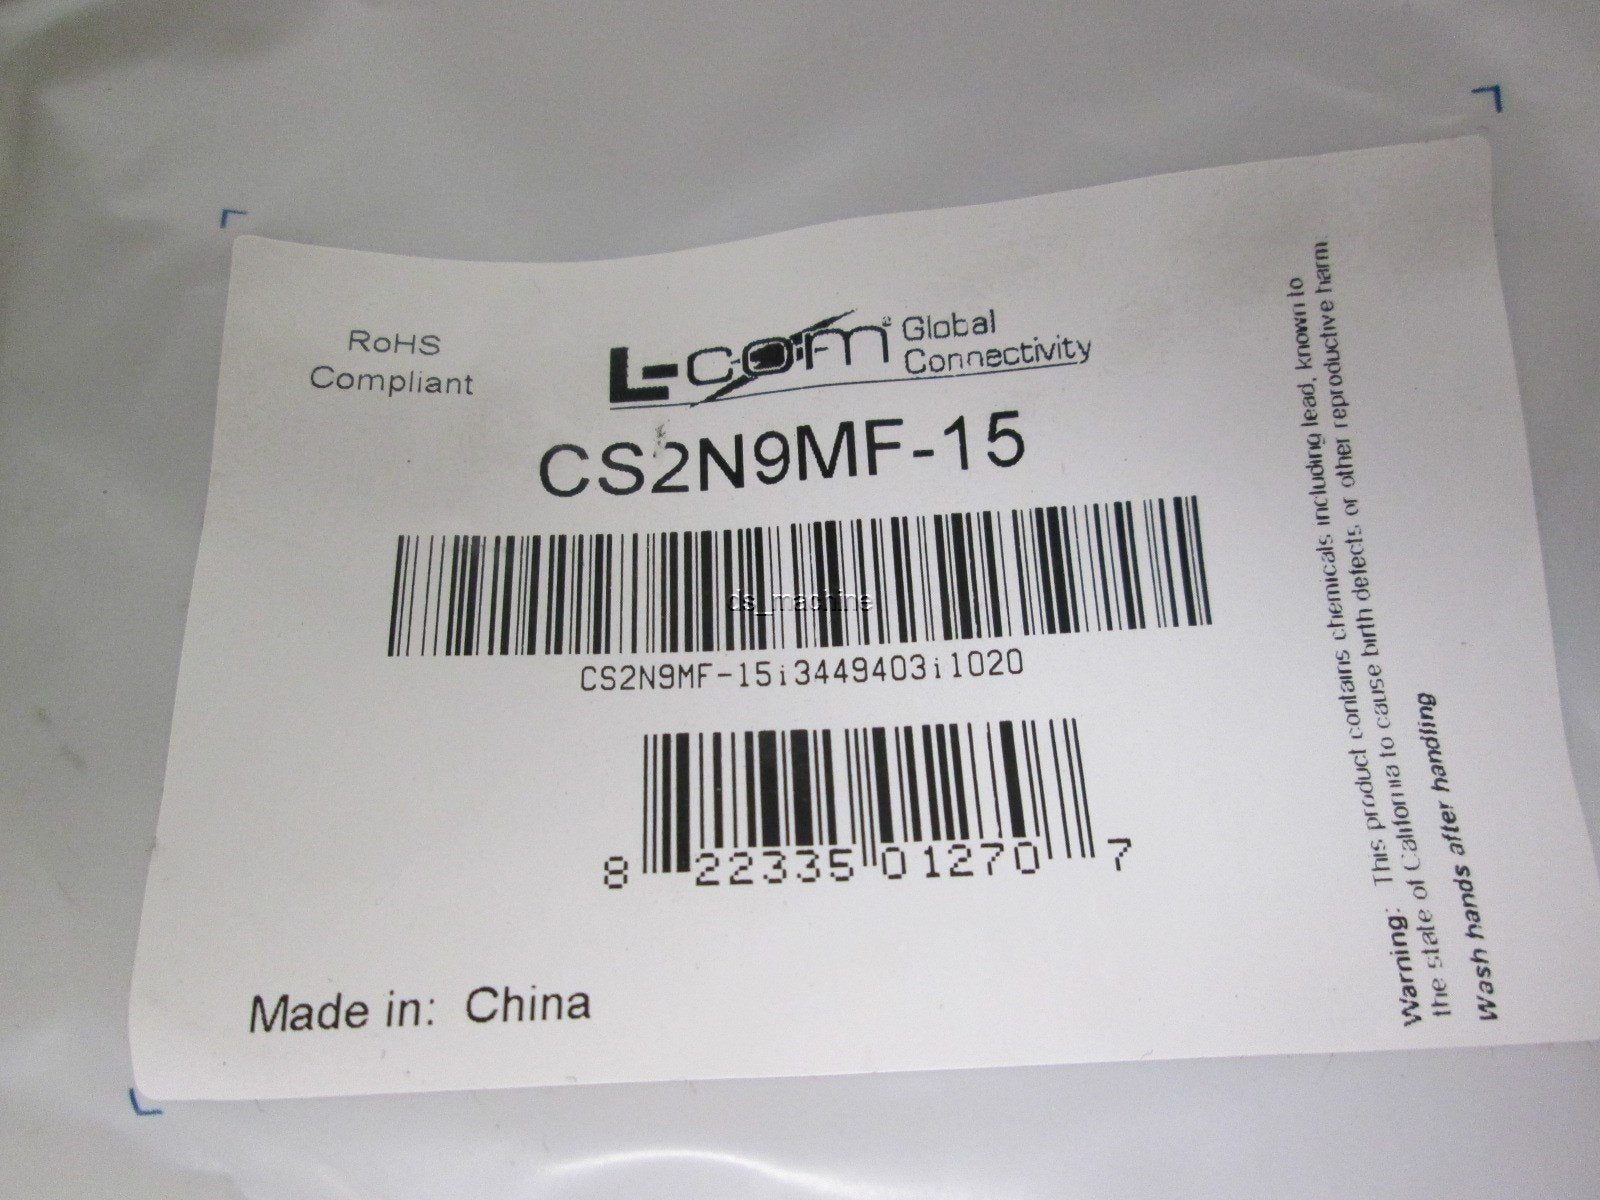 RoHS
Compliant
L-com® Global
Connectivity
CS2N9MF-15
ds_machine
CS2N9MF-15i3449403i1020
8 22335 01270 7
Made in: China
Warning: This product contains chemicals including lead, known to
the state of California to cause birth defects or other reproductive harm.
Wash hands after handling